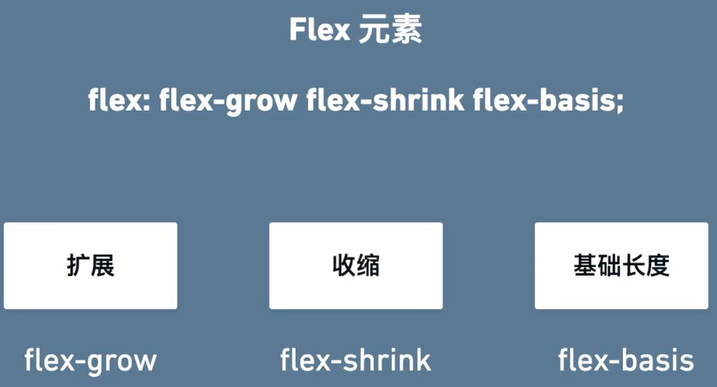 Flex 元素
flex: flex-grow flex-shrink flex-basis;
扩展 收缩 基础长度
flex-grow flex-shrink flex-basis